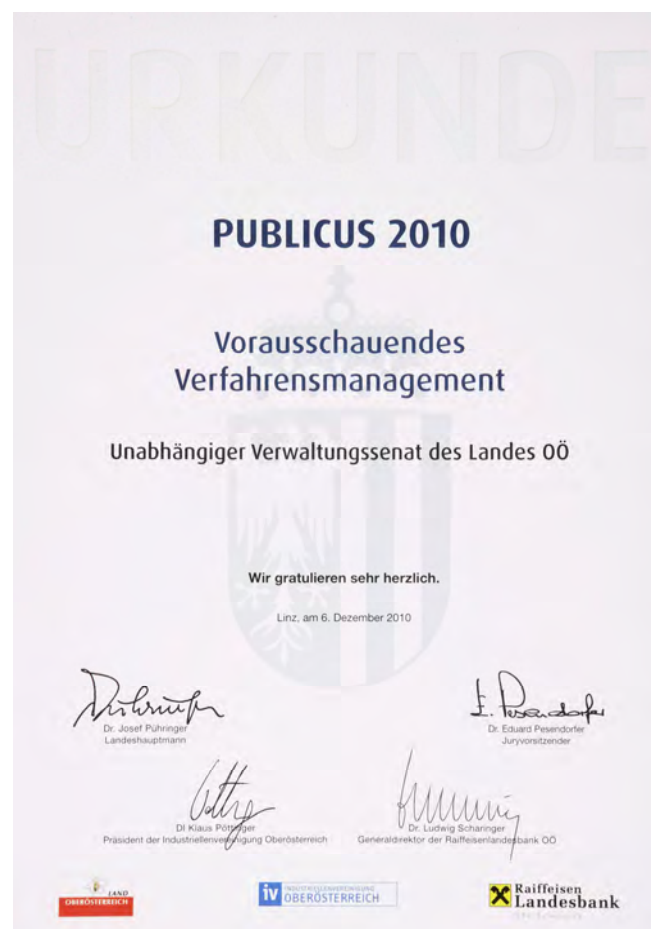 URKUNDE
PUBLICUS 2010
Vorausschauendes
Verfahrensmanagement
Unabhängiger Verwaltungssenat des Landes OÖ
Wir gratulieren sehr herzlich.
Linz, am 6. Dezember 2010
Dr. Josef Pühringer
Landeshauptmann
Dr. Eduard Pesendorfer
Juryvorsitzender
DI Klaus Pöttinger
Präsident der Industriellenvereinigung Oberösterreich
Dr. Ludwig Scharinger
Generaldirektor der Raiffeisenlandesbank OÖ
LAND
OBERÖSTERREICH
iv
INDUSTRIELLENVEREINIGUNG
OBERÖSTERREICH
Raiffeisen
Landesbank